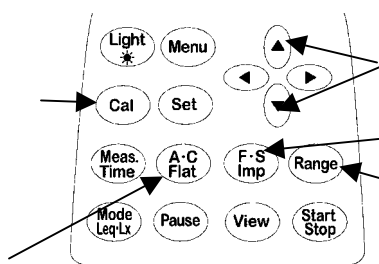 Light Menu
Cal Set
Meas. Time A·C Flat F·S Imp Range
Mode Leq·Lx Pause View Start Stop